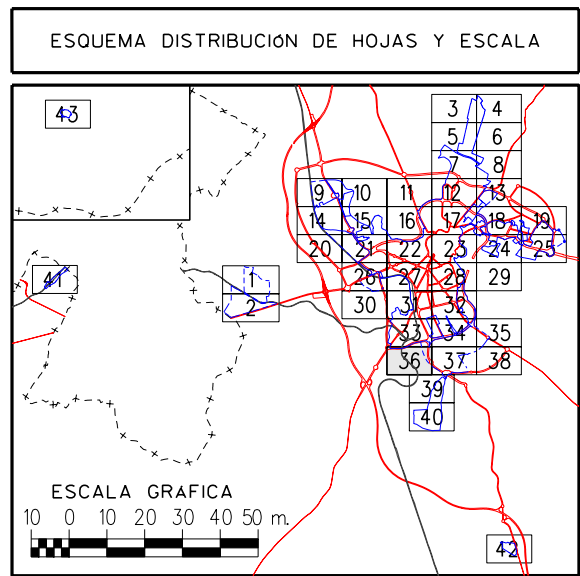 ESQUEMA DISTRIBUCIÓN DE HOJAS Y ESCALA
43
3 4
5 6
7 8
9 10 11 12 13
14 15 16 17 18 19
20 21 22 23 24 25
41 1 26 27 28 29
2 30 31 32
33 34 35
36 37 38
39
40
ESCALA GRÁFICA
10 0 10 20 30 40 50 m.
42